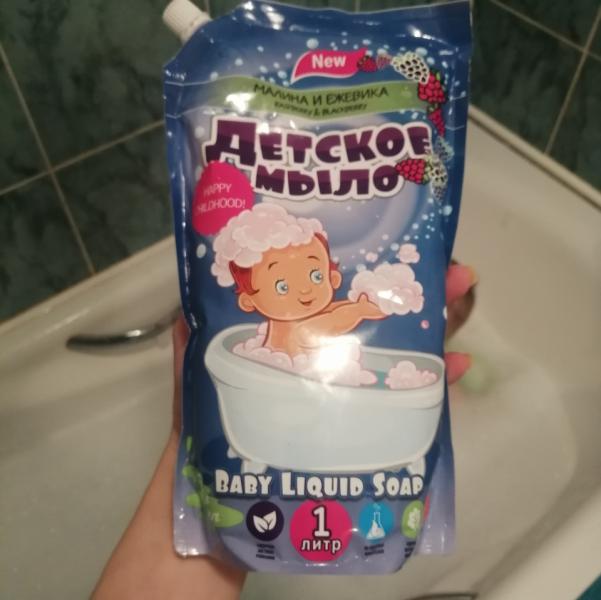 New
МАЛИНА И ЕЖЕВИКА
RASPBERRY & BLACKBERRY
ДЕТСКОЕ
МЫЛО
HAPPY
CHILDHOOD!
BABY LIQUID SOAP
1
ЛИТР